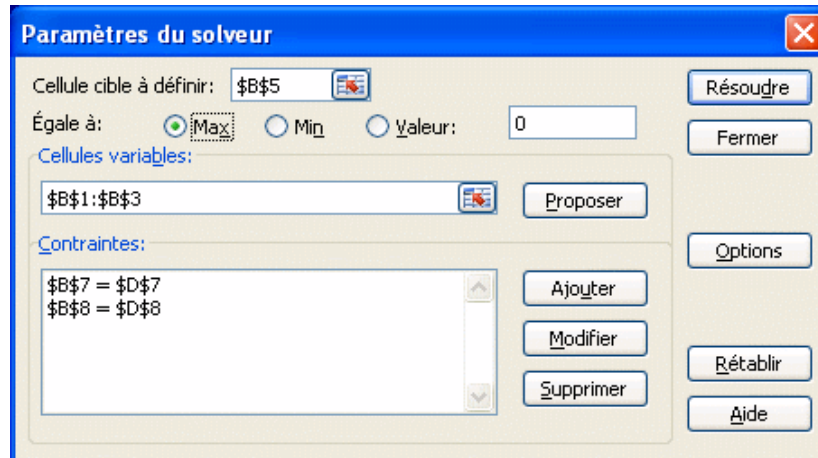 Paramètres du solveur
Cellule cible à définir: $B$5
Résoudre
Égale à: Max Min Valeur: 0
Fermer
Cellules variables:
$B$1:$B$3
Proposer
Contraintes:
Options
$B$7 = $D$7
$B$8 = $D$8
Ajouter
Modifier
Supprimer
Rétablir
Aide